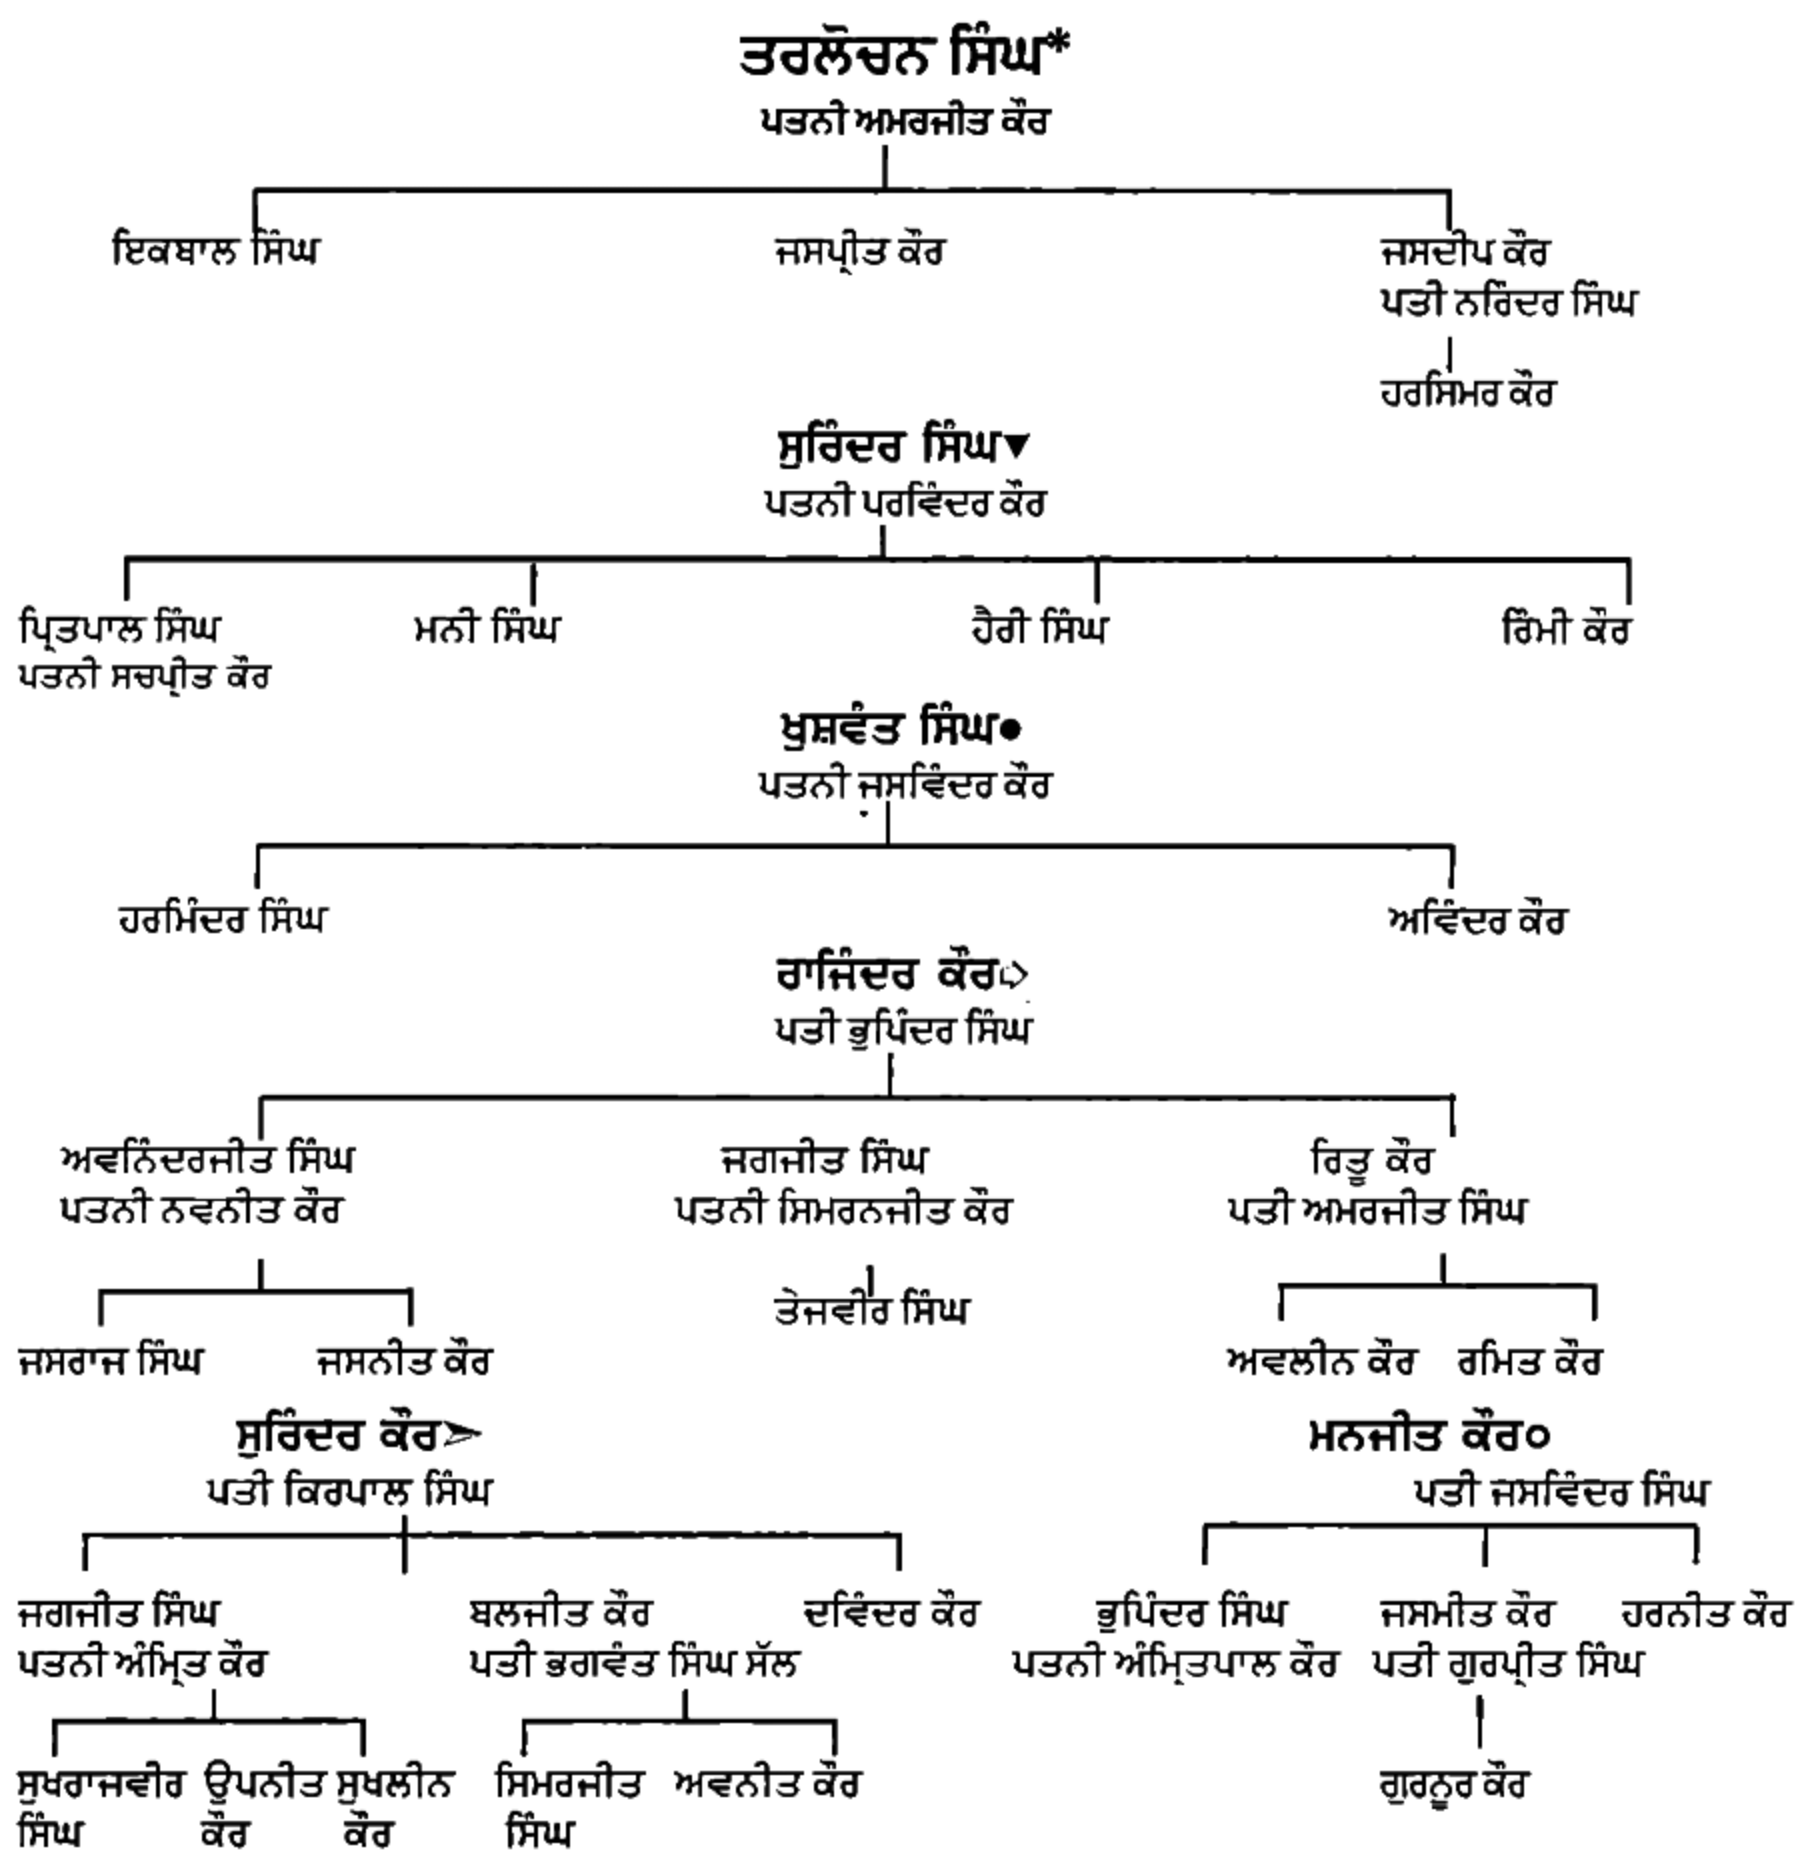 ਤਰਲੋਚਨ ਸਿੰਘ*
ਪਤਨੀ ਅਮਰਜੀਤ ਕੌਰ
ਇਕਬਾਲ ਸਿੰਘ ਜਸਪ੍ਰੀਤ ਕੌਰ ਜਸਦੀਪ ਕੌਰ
ਪਤੀ ਨਰਿੰਦਰ ਸਿੰਘ
ਹਰਸਿਮਰ ਕੌਰ
ਸੁਰਿੰਦਰ ਸਿੰਘ▼
ਪਤਨੀ ਪਰਵਿੰਦਰ ਕੌਰ
ਪ੍ਰਿਤਪਾਲ ਸਿੰਘ ਮਨੀ ਸਿੰਘ ਹੈਰੀ ਸਿੰਘ ਰਿੰਮੀ ਕੌਰ
ਪਤਨੀ ਸਚਪ੍ਰੀਤ ਕੌਰ
ਖੁਸ਼ਵੰਤ ਸਿੰਘ●
ਪਤਨੀ ਜਸਵਿੰਦਰ ਕੌਰ
ਹਰਮਿੰਦਰ ਸਿੰਘ ਅਵਿੰਦਰ ਕੌਰ
ਰਾਜਿੰਦਰ ਕੌਰ➪
ਪਤੀ ਭੁਪਿੰਦਰ ਸਿੰਘ
ਅਵਨਿੰਦਰਜੀਤ ਸਿੰਘ ਜਗਜੀਤ ਸਿੰਘ ਰਿਤੂ ਕੌਰ
ਪਤਨੀ ਨਵਨੀਤ ਕੌਰ ਪਤਨੀ ਸਿਮਰਨਜੀਤ ਕੌਰ ਪਤੀ ਅਮਰਜੀਤ ਸਿੰਘ
ਤੇਜਵੀਰ ਸਿੰਘ
ਜਸਰਾਜ ਸਿੰਘ ਜਸਨੀਤ ਕੌਰ ਅਵਲੀਨ ਕੌਰ ਰਮਿਤ ਕੌਰ
ਸੁਰਿੰਦਰ ਕੌਰ➣ ਮਨਜੀਤ ਕੌਰ○
ਪਤੀ ਕਿਰਪਾਲ ਸਿੰਘ ਪਤੀ ਜਸਵਿੰਦਰ ਸਿੰਘ
ਜਗਜੀਤ ਸਿੰਘ ਬਲਜੀਤ ਕੌਰ ਦਵਿੰਦਰ ਕੌਰ ਭੁਪਿੰਦਰ ਸਿੰਘ ਜਸਮੀਤ ਕੌਰ ਹਰਨੀਤ ਕੌਰ
ਪਤਨੀ ਅੰਮ੍ਰਿਤ ਕੌਰ ਪਤੀ ਭਗਵੰਤ ਸਿੰਘ ਸੱਲ ਪਤਨੀ ਅੰਮ੍ਰਿਤਪਾਲ ਕੌਰ ਪਤੀ ਗੁਰਪ੍ਰੀਤ ਸਿੰਘ
ਸੁਖਰਾਜਵੀਰ ਉਪਨੀਤ ਸੁਖਲੀਨ ਸਿਮਰਜੀਤ ਅਵਨੀਤ ਕੌਰ ਗੁਰਨੂਰ ਕੌਰ
ਸਿੰਘ ਕੌਰ ਕੌਰ ਸਿੰਘ